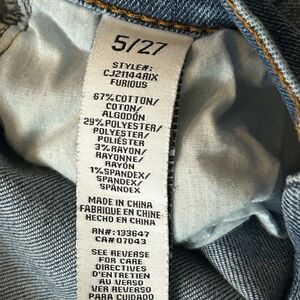 5/27
STYLE#:
CJ21144RIX
FURIOUS
67% COTTON/
COTON/
ALGODÓN
29% POLYESTER/
POLYESTER/
POLIÉSTER
3% RAYON/
RAYONNE/
RAYÓN
1% SPANDEX/
SPANDEX/
SPANDEX
MADE IN CHINA
FABRIQUE EN CHINE
HECHO EN CHINA
RN#:133647
CA#:07043
SEE REVERSE
FOR CARE
DIRECTIVES
D'ENTRETIEN
AU VERSO
VER REVERSO
PARA CUIDADO